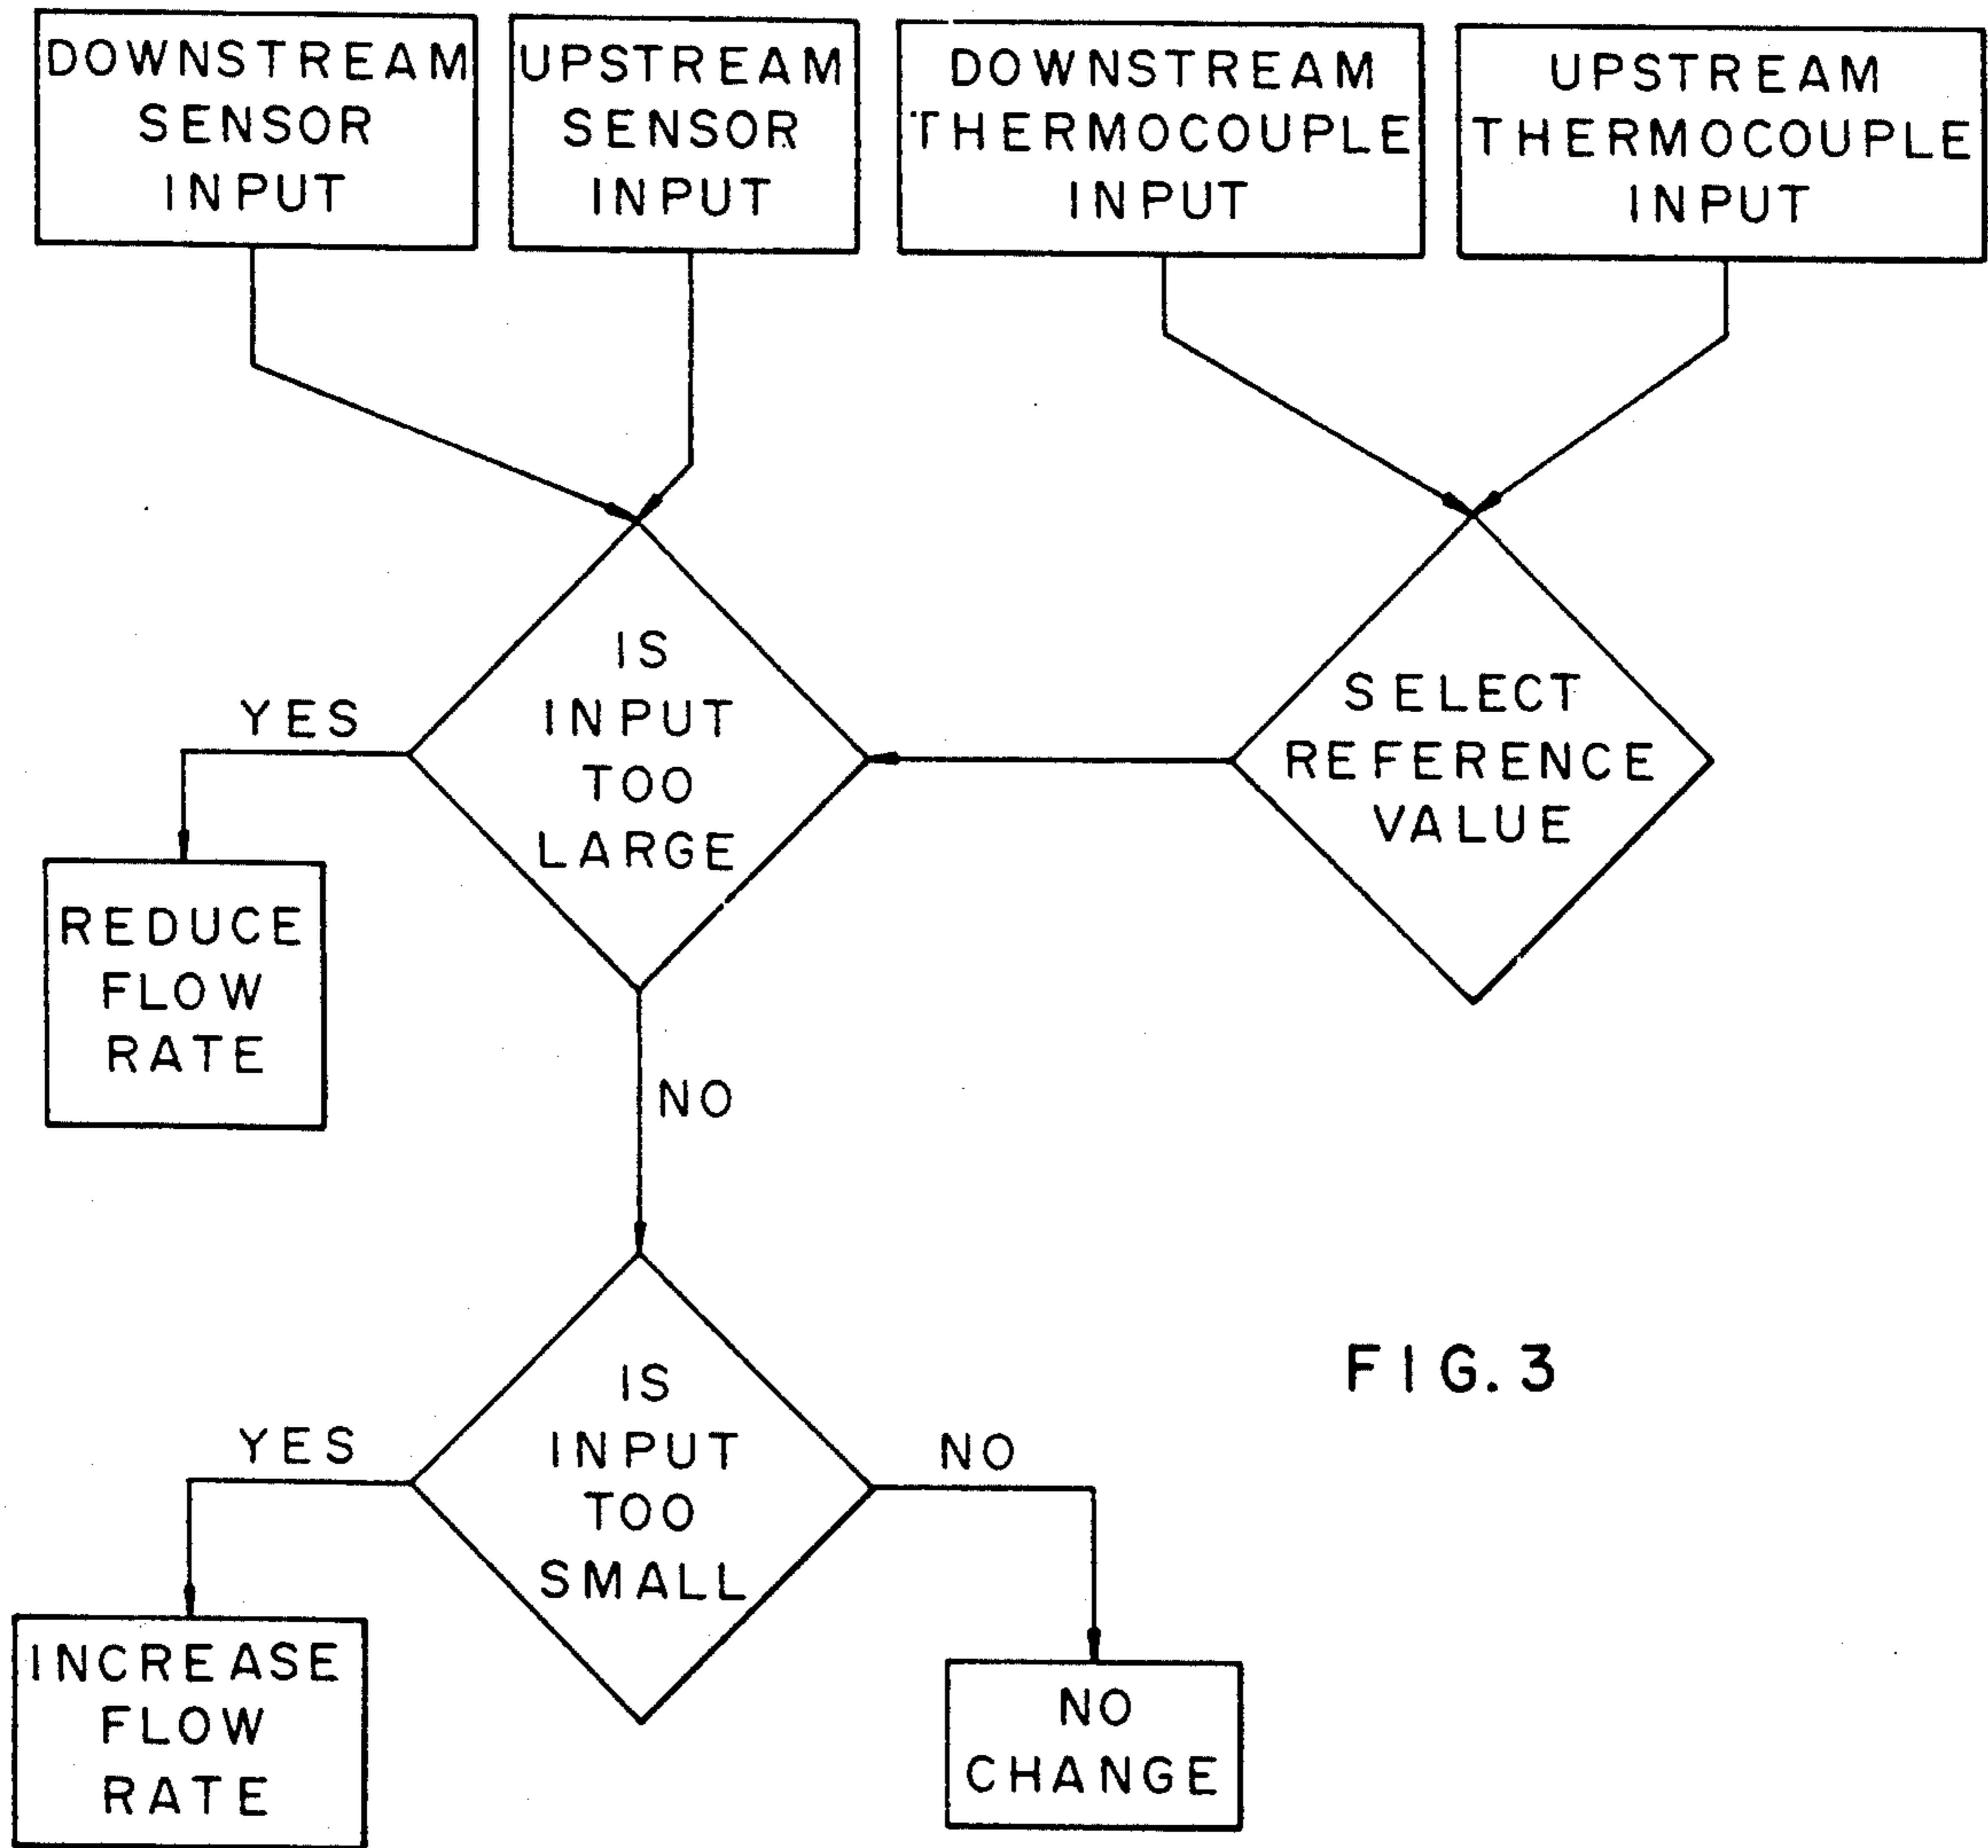 DOWNSTREAM
SENSOR
INPUT
UPSTREAM
SENSOR
INPUT
DOWNSTREAM
THERMOCOUPLE
INPUT
UPSTREAM
THERMOCOUPLE
INPUT
IS
INPUT
TOO
LARGE
SELECT
REFERENCE
VALUE
YES
REDUCE
FLOW
RATE
NO
IS
INPUT
TOO
SMALL
YES
NO
INCREASE
FLOW
RATE
NO
CHANGE
FIG. 3